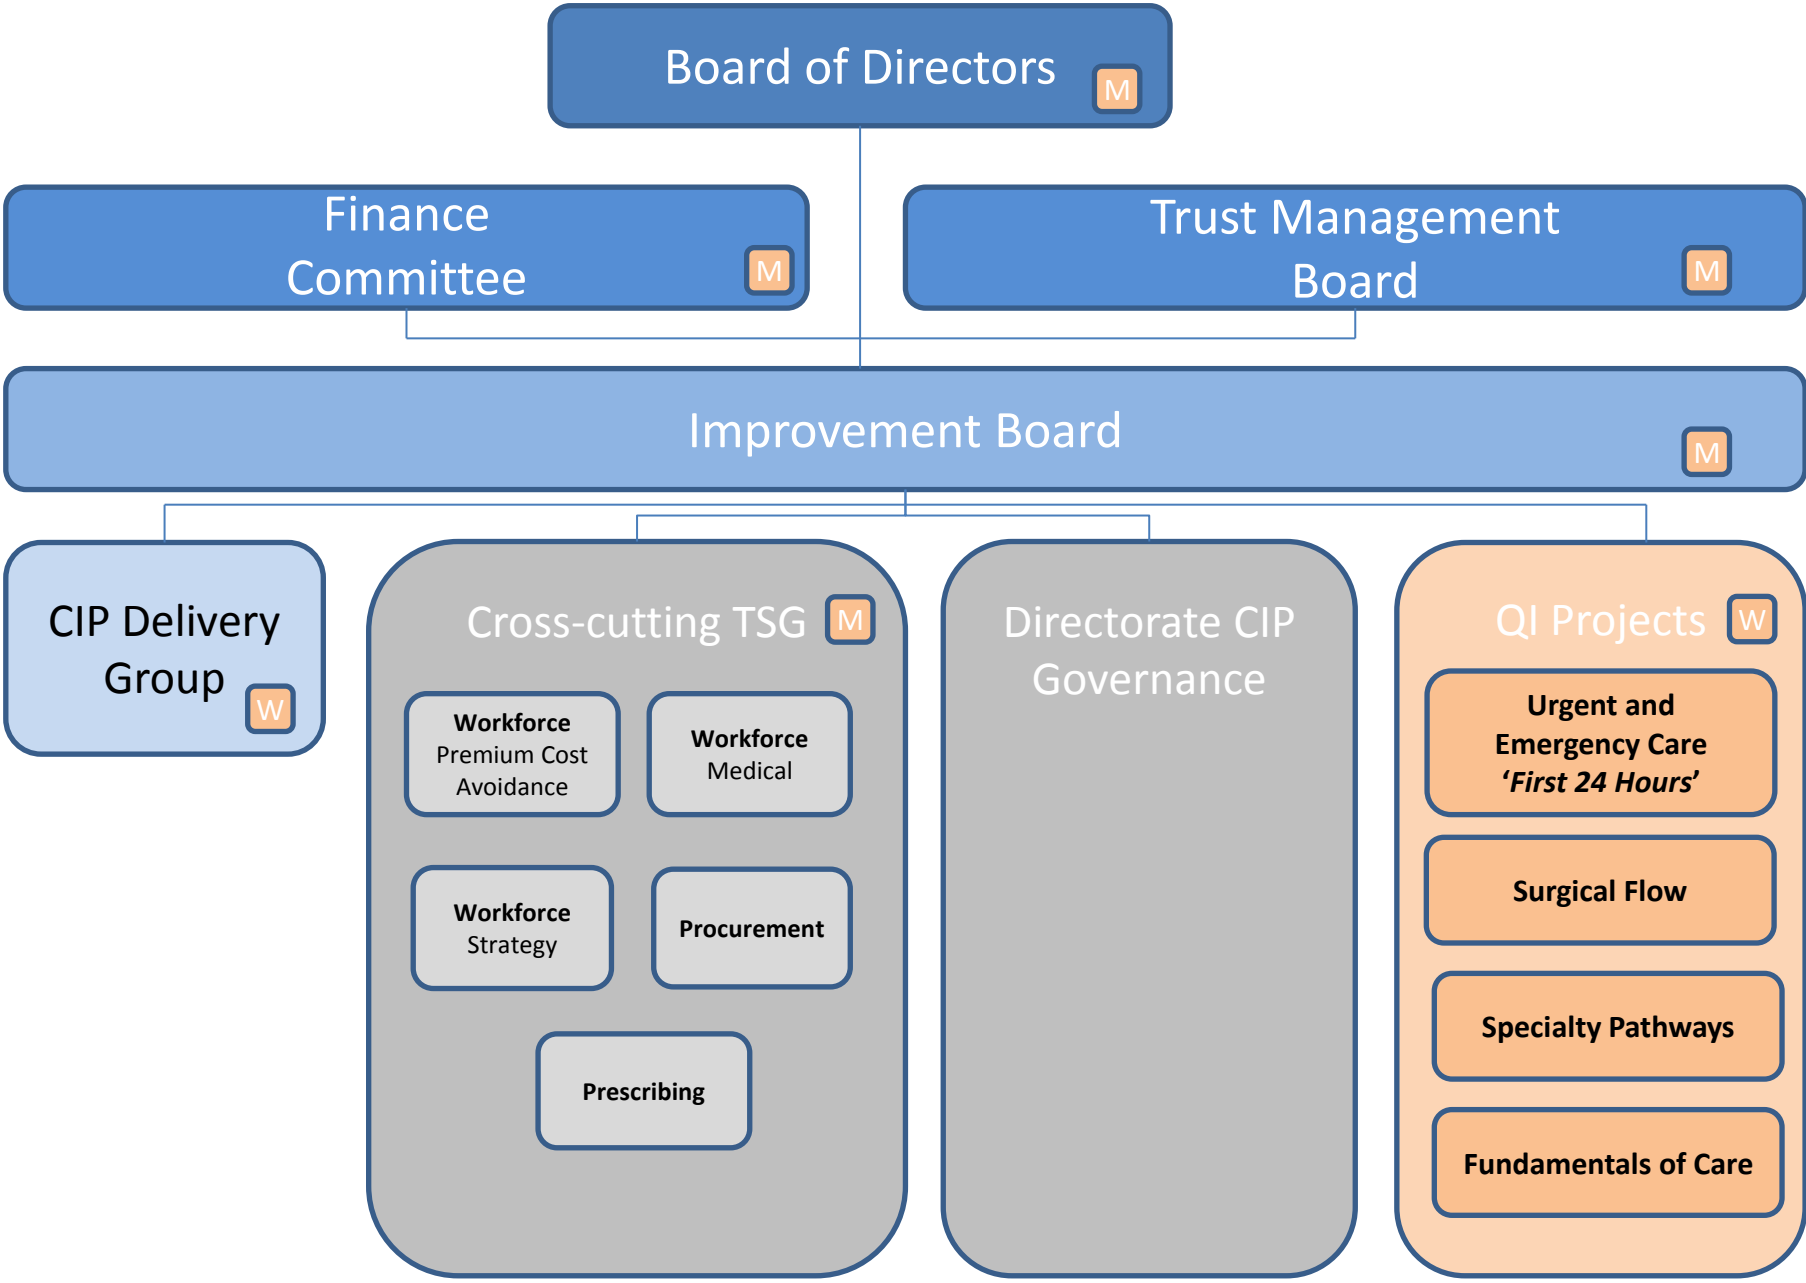 Board of Directors
M
Finance
Committee
M
Trust Management
Board
M
Improvement Board
M
CIP Delivery
Group
W
Cross-cutting TSG
M
Workforce
Premium Cost
Avoidance
Workforce
Medical
Workforce
Strategy
Procurement
Prescribing
Directorate CIP
Governance
QI Projects
W
Urgent and
Emergency Care
‘First 24 Hours’
Surgical Flow
Specialty Pathways
Fundamentals of Care